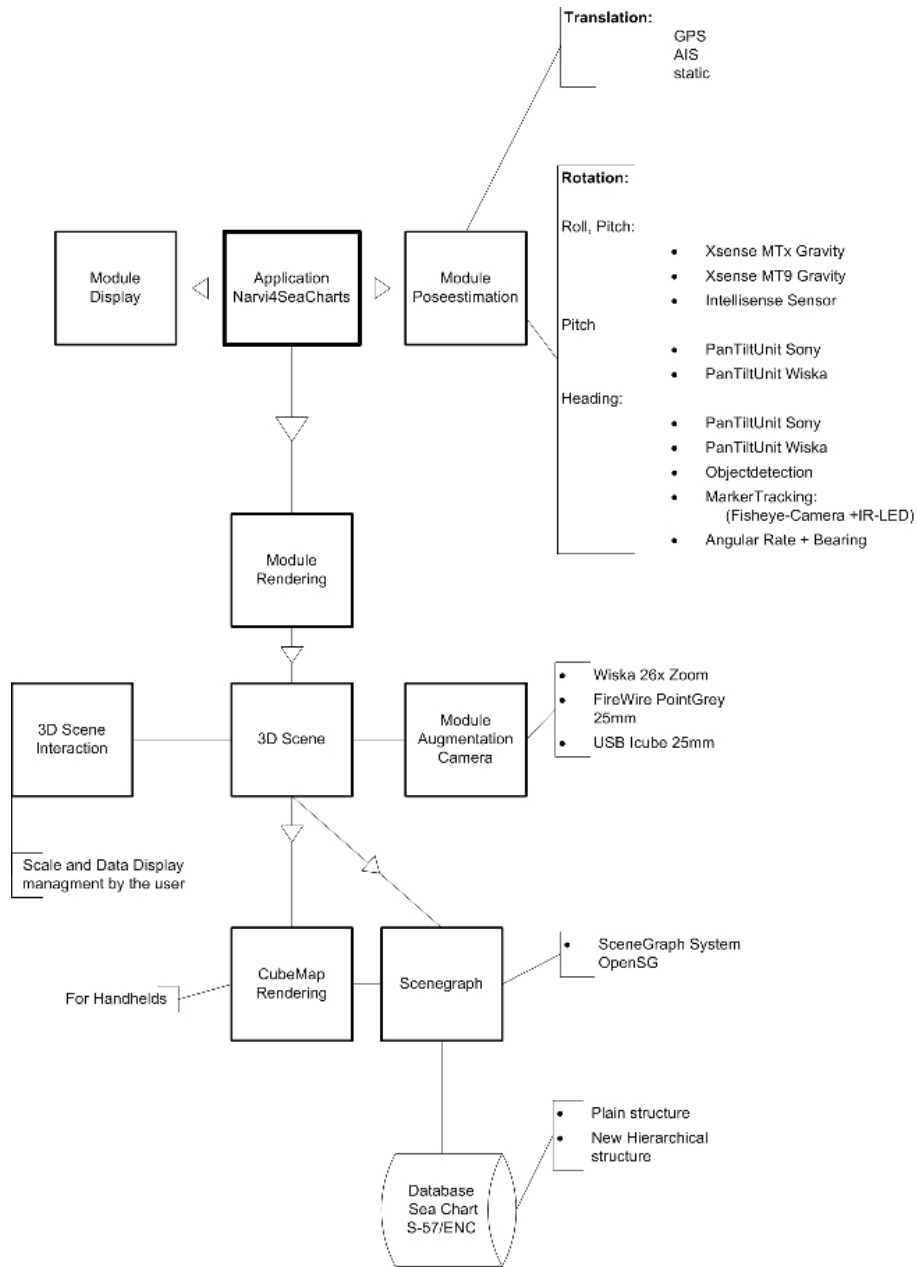 Translation:
GPS
AIS
static
Rotation:
Roll, Pitch:
• Xsense MTx Gravity
• Xsense MT9 Gravity
• Intellisense Sensor
Pitch
• PanTiltUnit Sony
• PanTiltUnit Wiska
Heading:
• PanTiltUnit Sony
• PanTiltUnit Wiska
• Objectdetection
• MarkerTracking:
(Fisheye-Camera +IR-LED)
• Angular Rate + Bearing
Module
Display
Application
Narvi4SeaCharts
Module
Poseestimation
Module
Rendering
3D Scene
Interaction
3D Scene
Module
Augmentation
Camera
• Wiska 26x Zoom
• FireWire PointGrey
25mm
• USB Icube 25mm
Scale and Data Display
managment by the user
For Handhelds
CubeMap
Rendering
Scenegraph
• SceneGraph System
OpenSG
Database
Sea Chart
S-57/ENC
• Plain structure
• New Hierarchical
structure